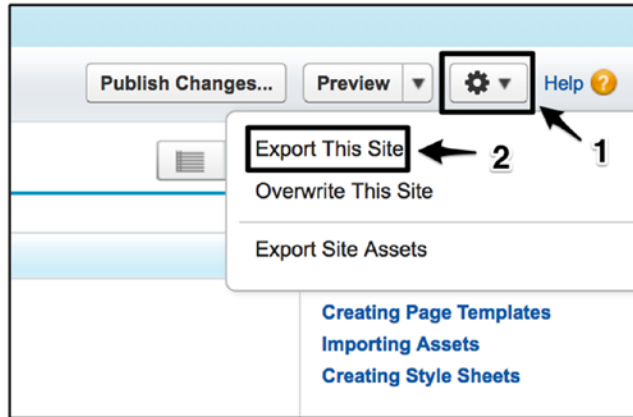 Publish Changes... Preview Help ?
1
Export This Site 2
Overwrite This Site
Export Site Assets
Creating Page Templates
Importing Assets
Creating Style Sheets